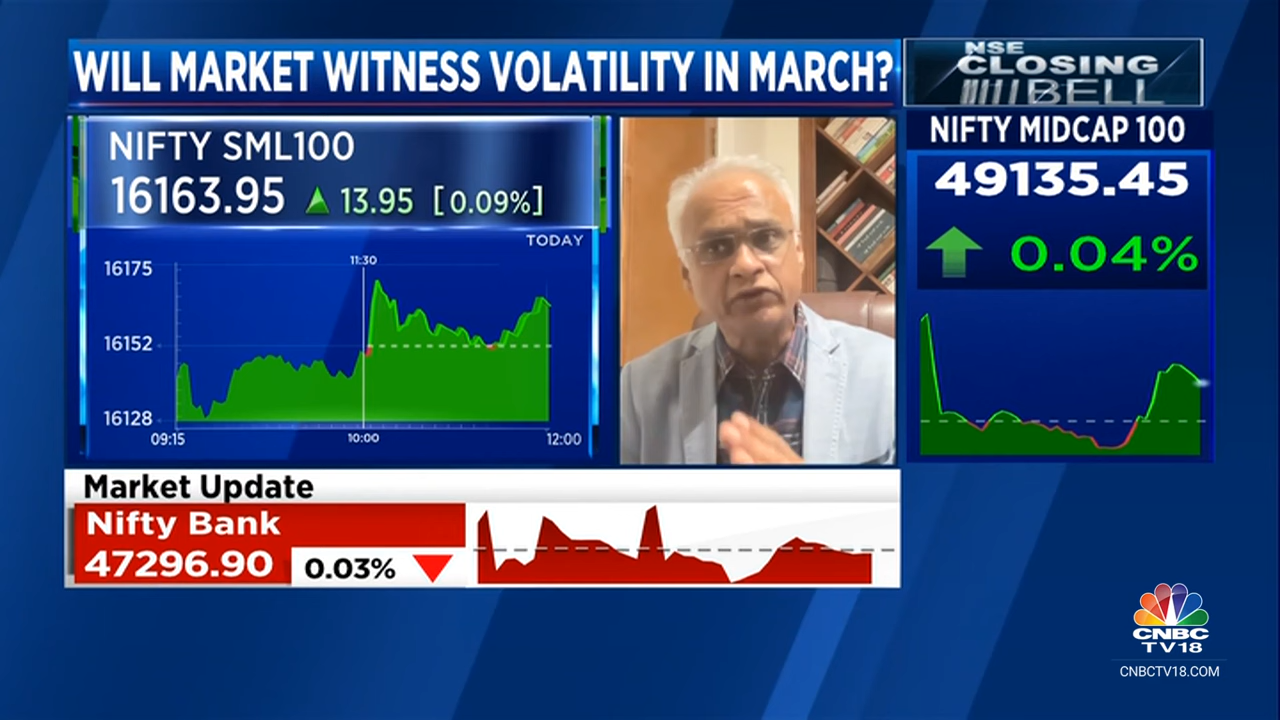 WILL MARKET WITNESS VOLATILITY IN MARCH?
NSE
CLOSING
BELL
NIFTY SML100
16163.95 ▲ 13.95 [0.09%]
TODAY
11:30
16175
16152
16128
09:15 10:00 12:00
NIFTY MIDCAP 100
49135.45
0.04%
Market Update
Nifty Bank
47296.90 0.03%
CNBC
TV18
CNBCTV18.COM